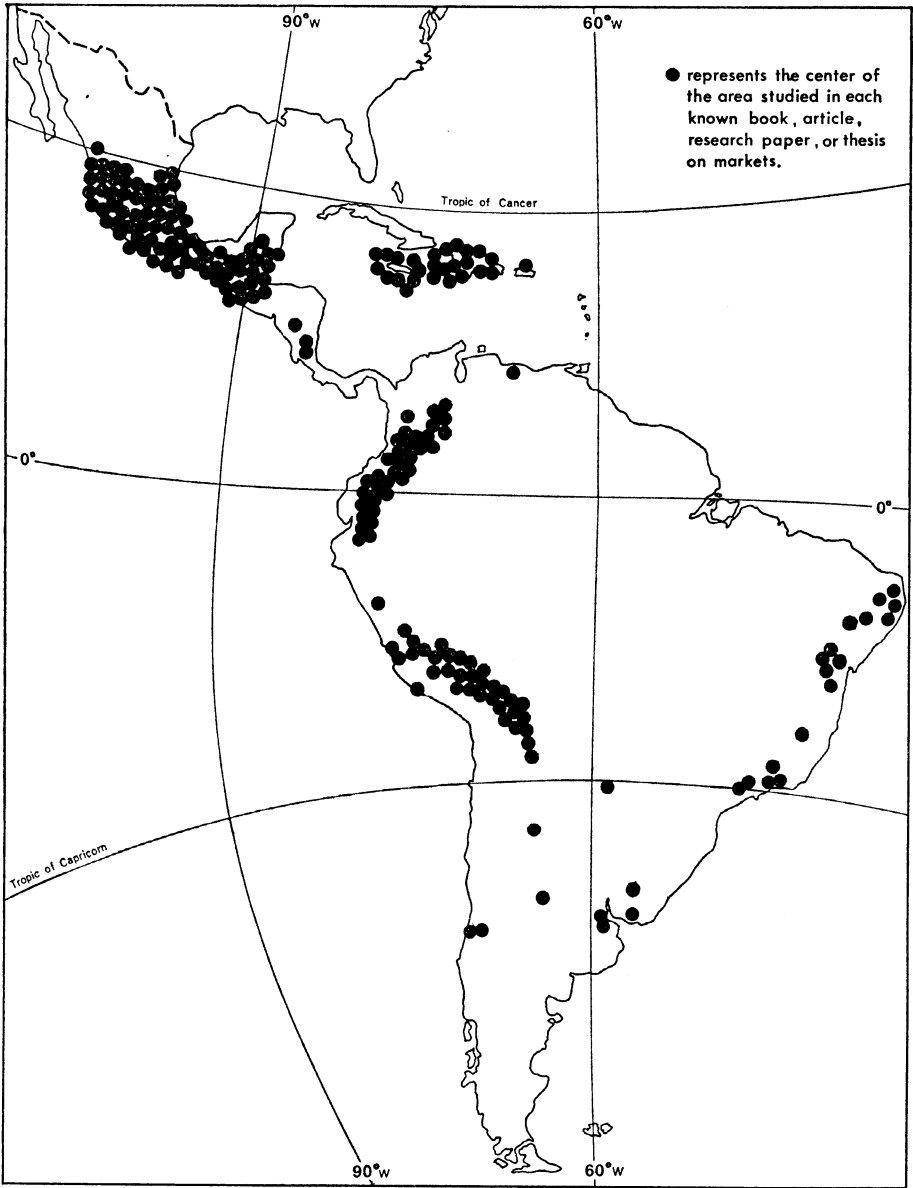 90°W
60°W
● represents the center of
the area studied in each
known book, article,
research paper, or thesis
on markets.
Tropic of Cancer
0°
0°
Tropic of Capricorn
90°W
60°W